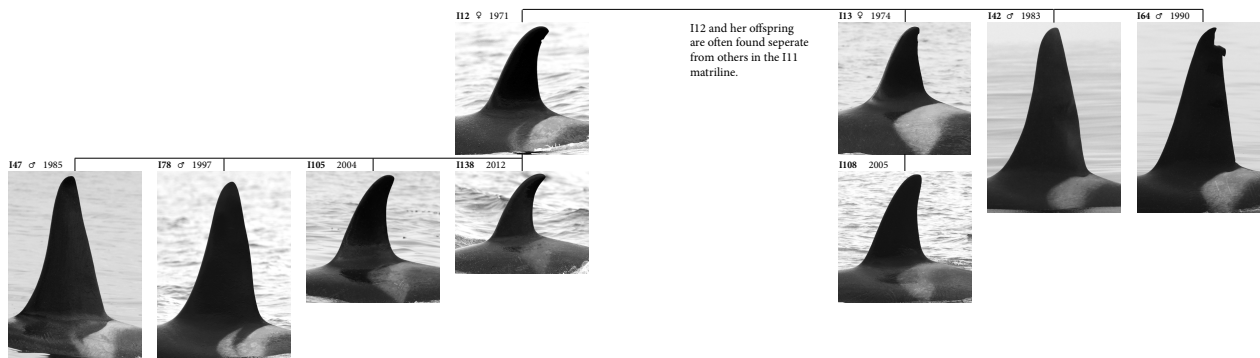 I12 ♀ 1971
I12 and her offspring
are often found seperate
from others in the I11
matriline.
I13 ♀ 1974
I42 ♂ 1983
I64 ♂ 1990
I47 ♂ 1985
I78 ♂ 1997
I105 2004
I138 2012
I108 2005